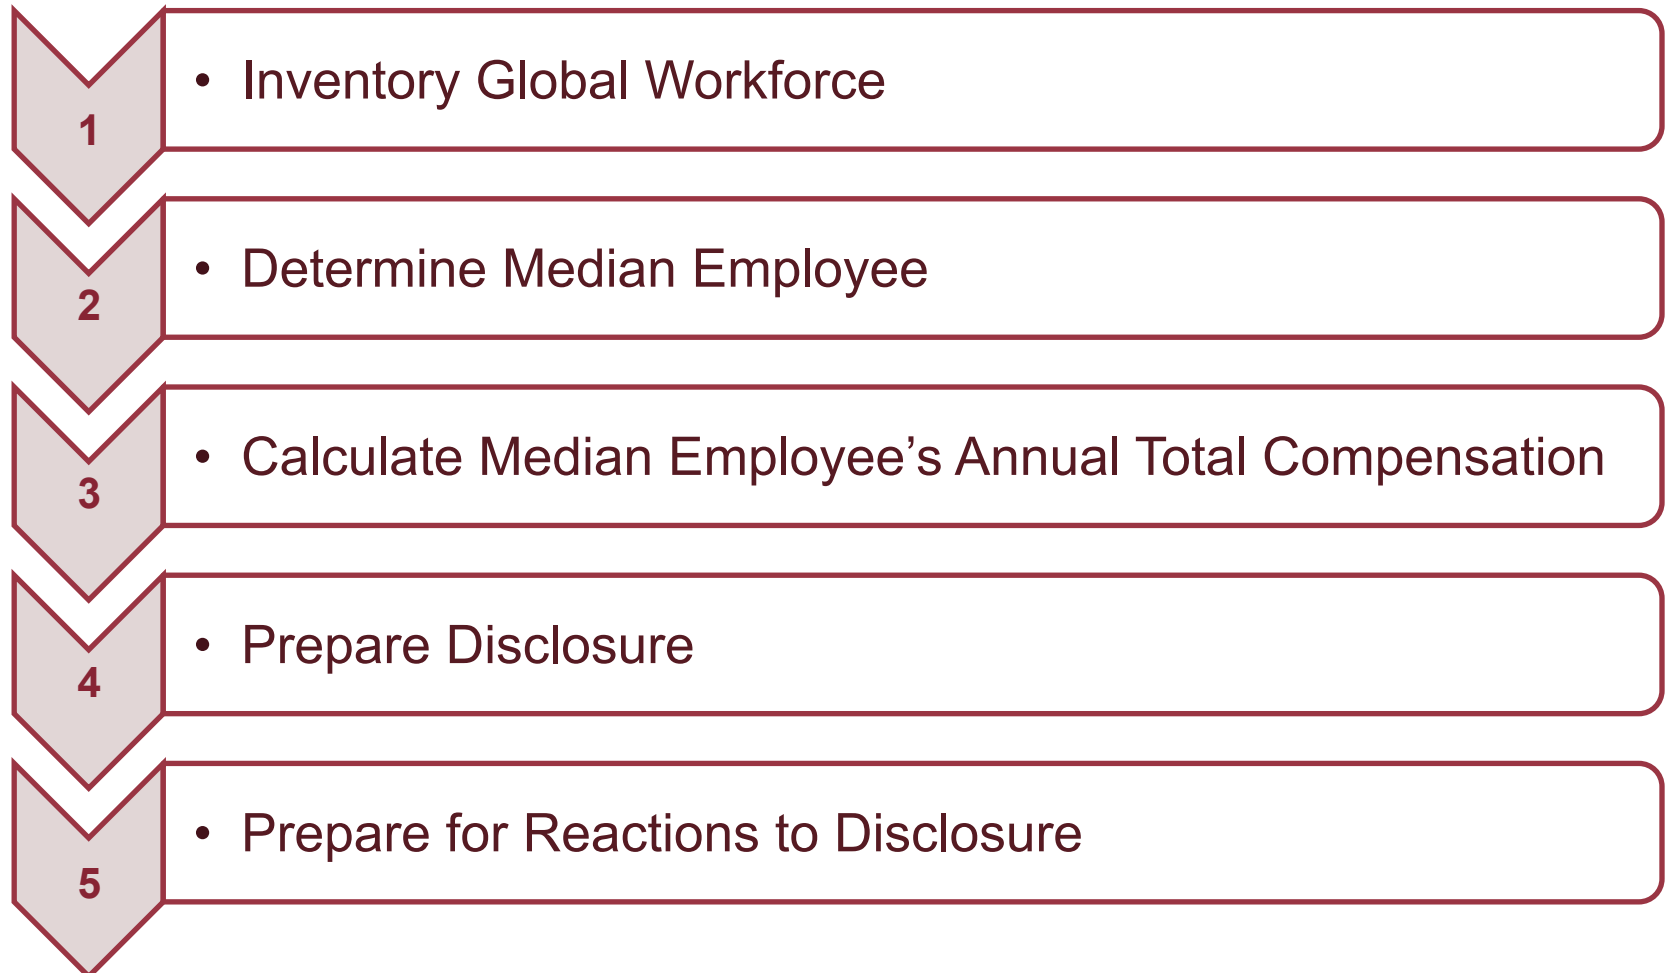 1
• Inventory Global Workforce
2
• Determine Median Employee
3
• Calculate Median Employee’s Annual Total Compensation
4
• Prepare Disclosure
5
• Prepare for Reactions to Disclosure